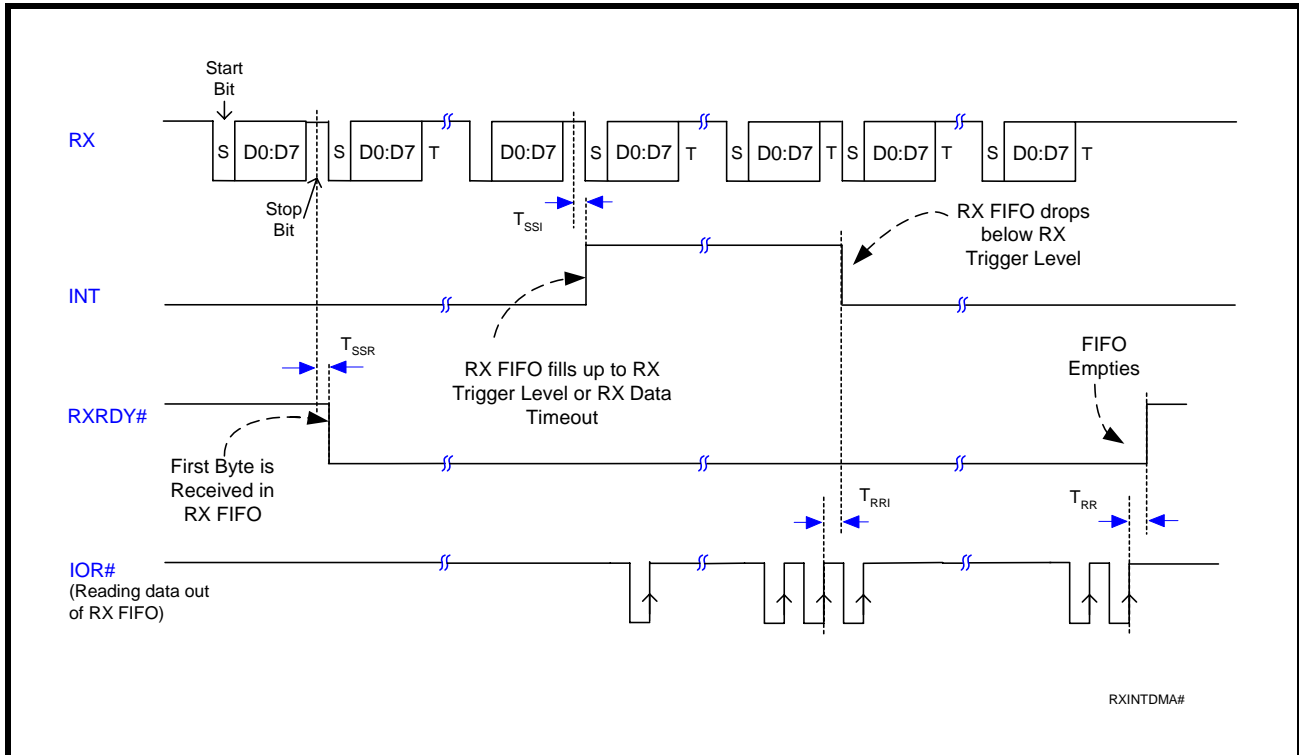 Start
Bit
RX
S D0:D7 S D0:D7 T D0:D7 S D0:D7 T S D0:D7 T S D0:D7 T S D0:D7 T
Stop
Bit
TSSI
RX FIFO drops
below RX
Trigger Level
INT
TSSR
RX FIFO fills up to RX
Trigger Level or RX Data
Timeout
FIFO
Empties
RXRDY#
First Byte is
Received in
RX FIFO
TRRI
TRR
IOR#
(Reading data out
of RX FIFO)
RXINTDMA#